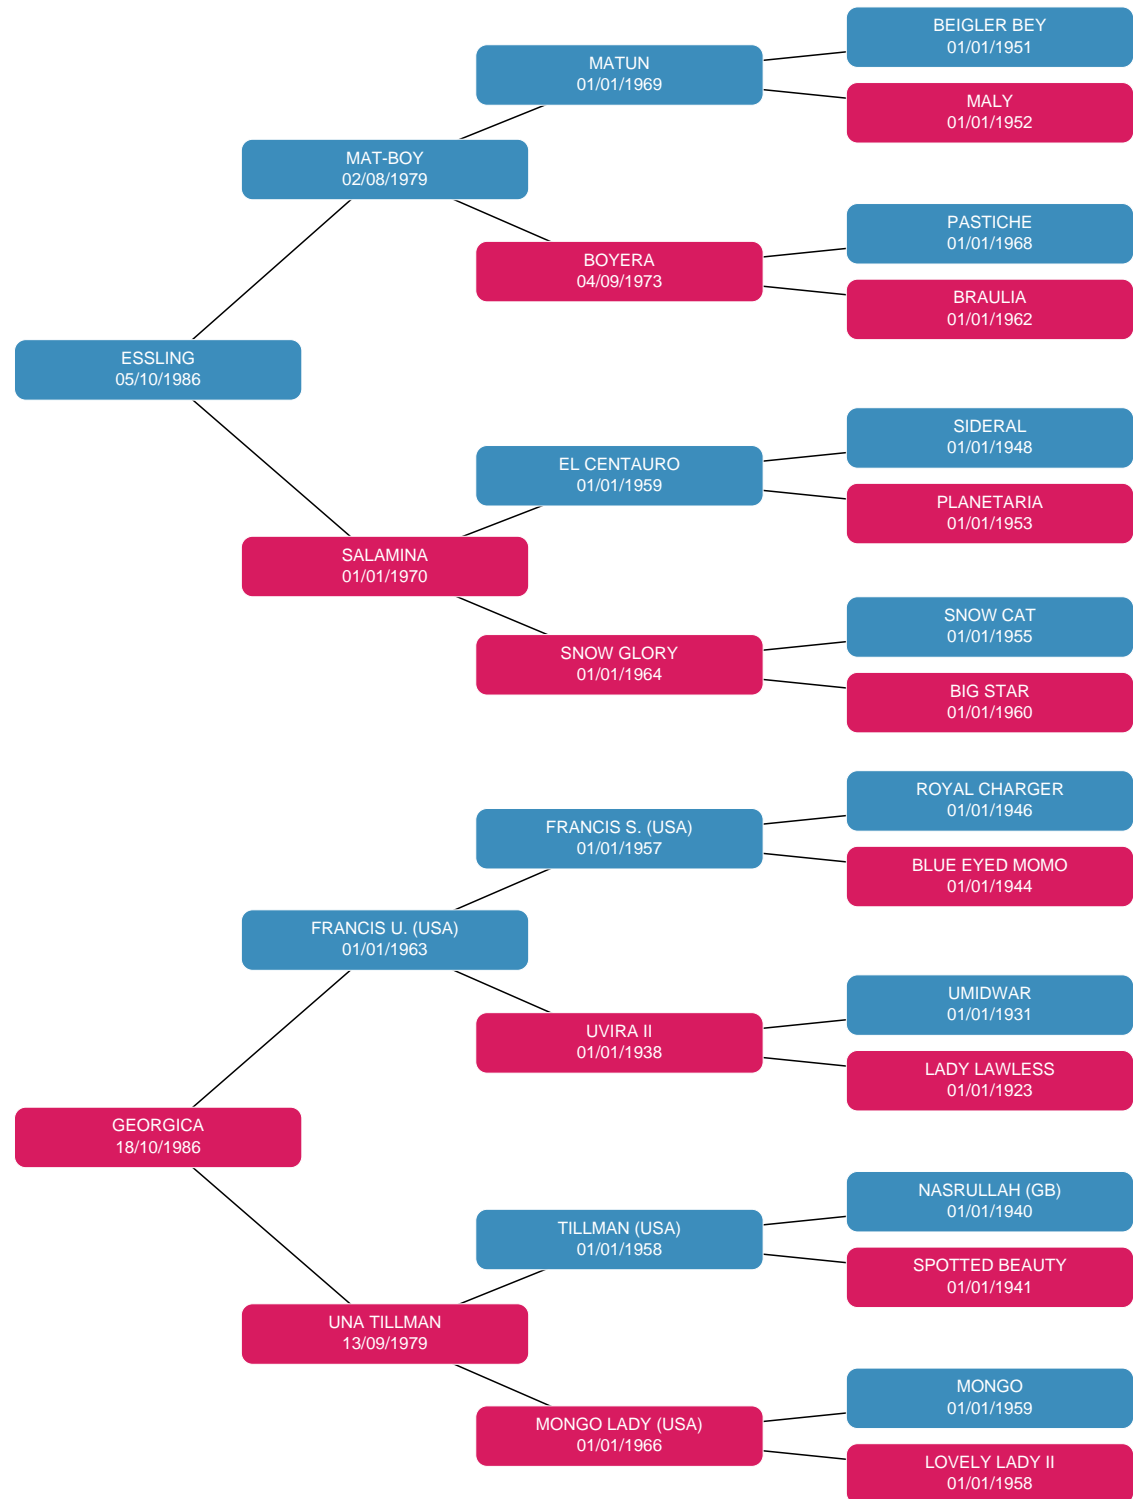 BEIGLER BEY
01/01/1951
MATUN
01/01/1969
MALY
01/01/1952
MAT-BOY
02/08/1979
PASTICHE
01/01/1968
BOYERA
04/09/1973
BRAULIA
01/01/1962
ESSLING
05/10/1986
SIDERAL
01/01/1948
EL CENTAURO
01/01/1959
PLANETARIA
01/01/1953
SALAMINA
01/01/1970
SNOW CAT
01/01/1955
SNOW GLORY
01/01/1964
BIG STAR
01/01/1960
ROYAL CHARGER
01/01/1946
FRANCIS S. (USA)
01/01/1957
BLUE EYED MOMO
01/01/1944
FRANCIS U. (USA)
01/01/1963
UMIDWAR
01/01/1931
UVIRA II
01/01/1938
LADY LAWLESS
01/01/1923
GEORGICA
18/10/1986
NASRULLAH (GB)
01/01/1940
TILLMAN (USA)
01/01/1958
SPOTTED BEAUTY
01/01/1941
UNA TILLMAN
13/09/1979
MONGO
01/01/1959
MONGO LADY (USA)
01/01/1966
LOVELY LADY II
01/01/1958